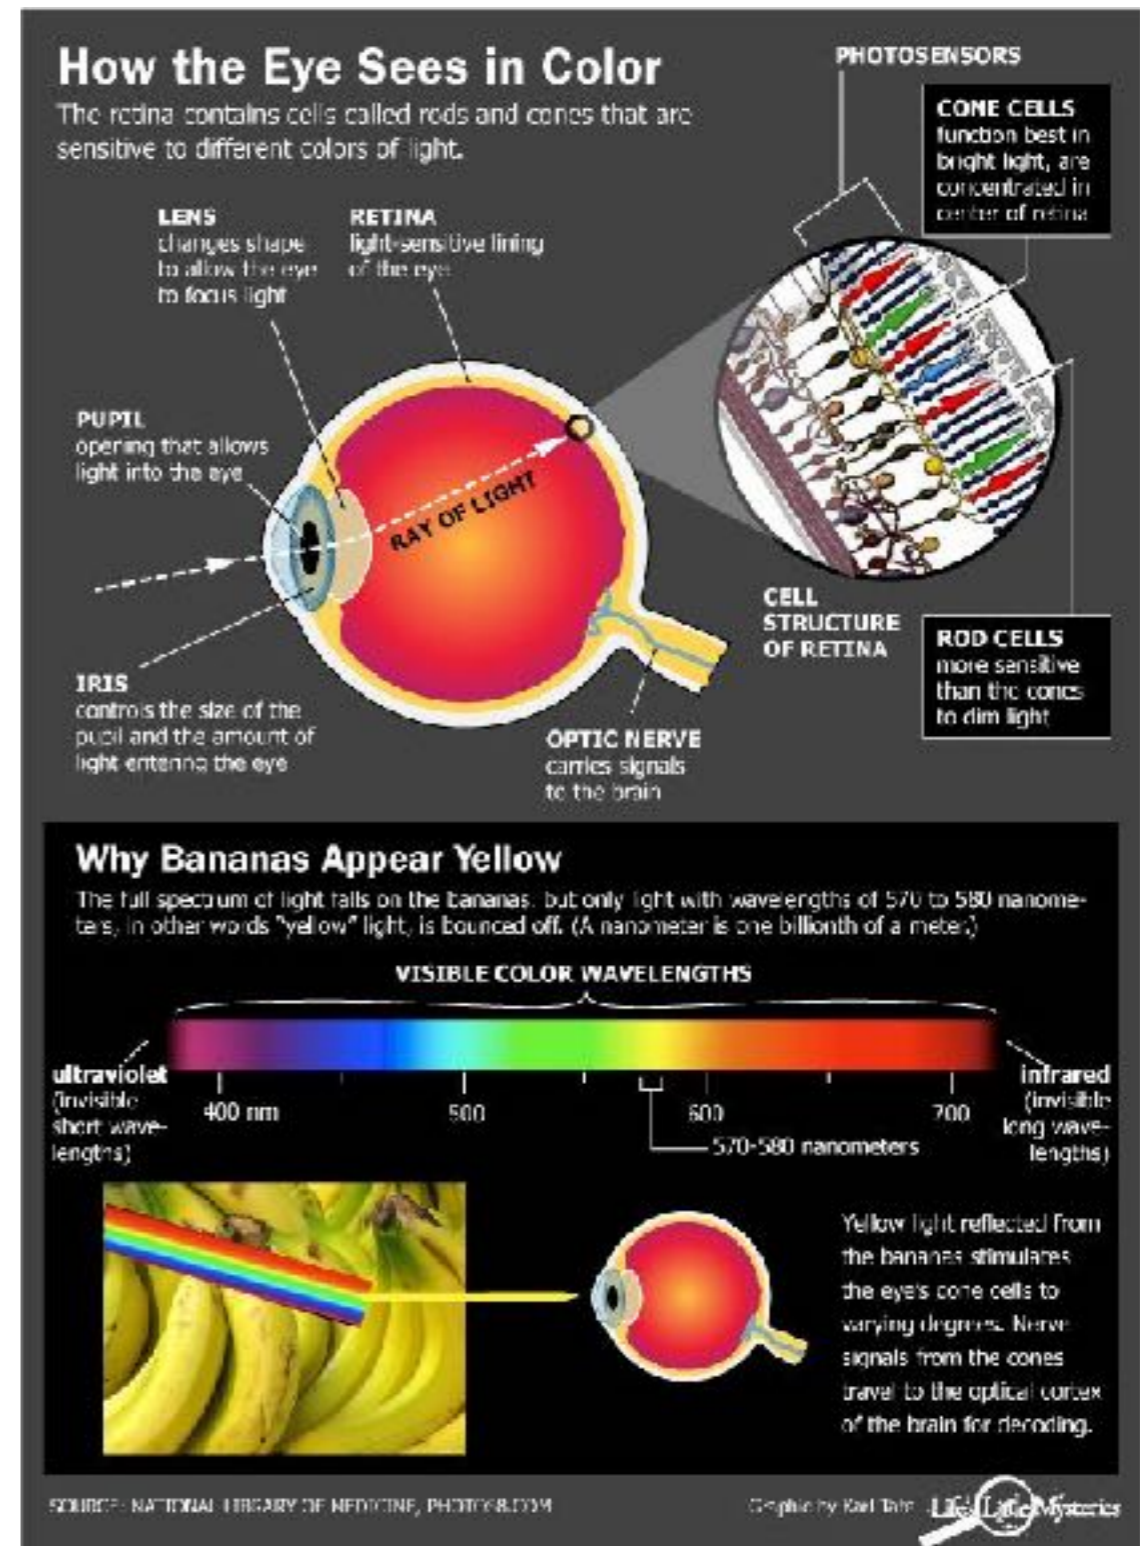 How the Eye Sees in Color
The retina contains cells called rods and cones that are
sensitive to different colors of light.
PHOTOSENSORS
CONE CELLS
function best in
bright light, are
concentrated in
center of retina
LENS
changes shape
to allow the eye
to focus light
RETINA
light-sensitive lining
of the eye
PUPIL
opening that allows
light into the eye
RAY OF LIGHT
IRIS
controls the size of the
pupil and the amount of
light entering the eye
OPTIC NERVE
carries signals
to the brain
CELL
STRUCTURE
OF RETINA
ROD CELLS
more sensitive
than the cones
to dim light
Why Bananas Appear Yellow
The full spectrum of light falls on the bananas, but only light with wavelengths of 570 to 580 nanome-
ters, in other words "yellow" light, is bounced off. (A nanometer is one billionth of a meter.)
VISIBLE COLOR WAVELENGTHS
ultraviolet
(invisible
short wave-
lengths)
400 nm
500
600
700
infrared
(invisible
long wave-
lengths)
570-580 nanometers
Yellow light reflected from
the bananas stimulates
the eye's cone cells to
varying degrees. Nerve
signals from the cones
travel to the optical cortex
of the brain for decoding.
SOURCE: NATIONAL LIBRARY OF MEDICINE, PHOTOS8.COM
Graphic by Karl Tate
Life's Little Mysteries